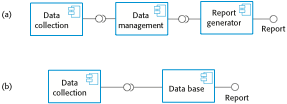 (a)
Data
collection
Data
management
Report
generator
Report
(b)
Data
collection
Data base
Report